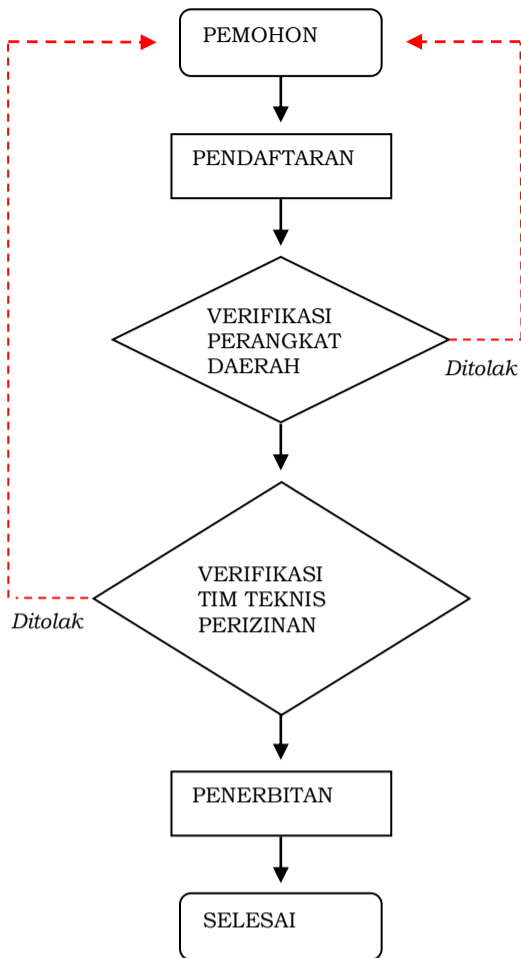 PEMOHON
PENDAFTARAN
VERIFIKASI
PERANGKAT
DAERAH
Ditolak
VERIFIKASI
TIM TEKNIS
PERIZINAN
Ditolak
PENERBITAN
SELESAI